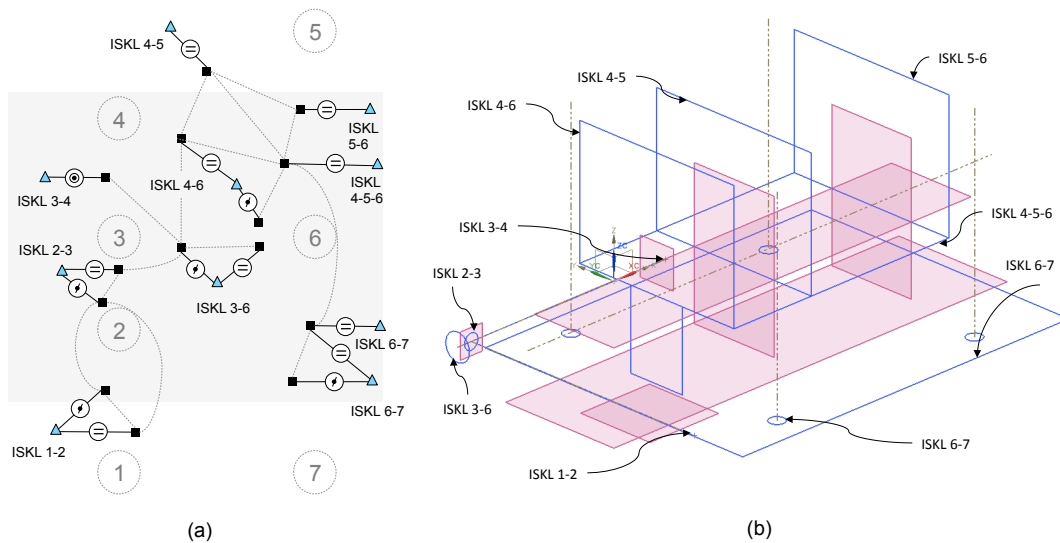 ISKL 4-5
5
4
ISKL
5-6
ISKL 4-6
ISKL
4-5-6
ISKL 3-4
3
6
ISKL 2-3
ISKL 3-6
2
ISKL 6-7
ISKL 6-7
ISKL 1-2
1
7
(a)
ISKL 5-6
ISKL 4-5
ISKL 4-6
ISKL 4-5-6
ISKL 3-4
Z
ZC
YC
XC
ISKL 2-3
ISKL 6-7
ISKL 3-6
ISKL 6-7
ISKL 1-2
(b)